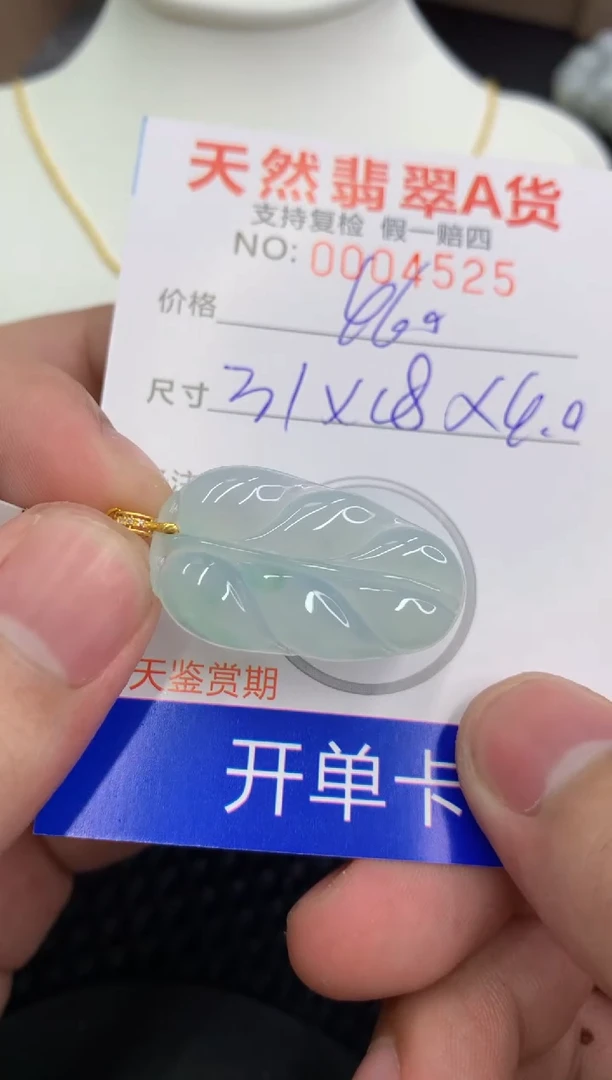 天然翡翠A货
支持复检 假一赔四
NO: 0004525
价格
尺寸 31×18×6.0
天鉴赏期
开单卡